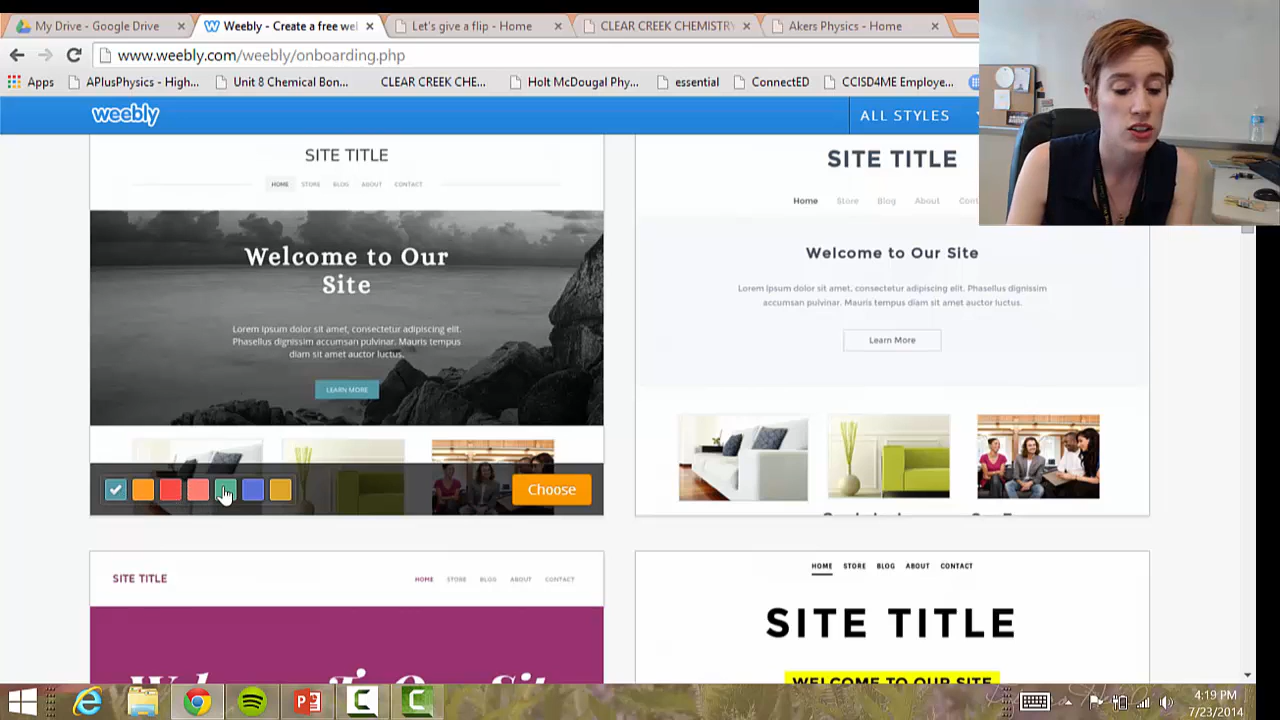 My Drive - Google Drive
Weebly - Create a free we
Let's give a flip - Home
CLEAR CREEK CHEMISTRY
Akers Physics - Home
www.weebly.com/weebly/onboarding.php
Apps
APlusPhysics - High...
Unit 8 Chemical Bon...
CLEAR CREEK CHE...
Holt McDougal Phy...
essential
ConnectED
CCISD4ME Employe...
weebly
ALL STYLES
SITE TITLE
HOME STORE BLOG ABOUT CONTACT
Welcome to Our
Site
Lorem ipsum dolor sit amet, consectetur adipiscing elit.
Phasellus dignissim accumsan pulvinar. Mauris tempus
diam sit amet auctor luctus.
LEARN MORE
Choose
SITE TITLE
Home Store Blog About Con
Welcome to Our Site
Lorem ipsum dolor sit amet, consectetur adipiscing elit. Phasellus dignissim
accumsan pulvinar. Mauris tempus diam sit amet auctor luctus.
Learn More
SITE TITLE
HOME STORE BLOG ABOUT CONTACT
Welcome To Our Site
HOME STORE BLOG ABOUT CONTACT
SITE TITLE
WELCOME TO OUR SITE
4:19 PM
7/23/2014